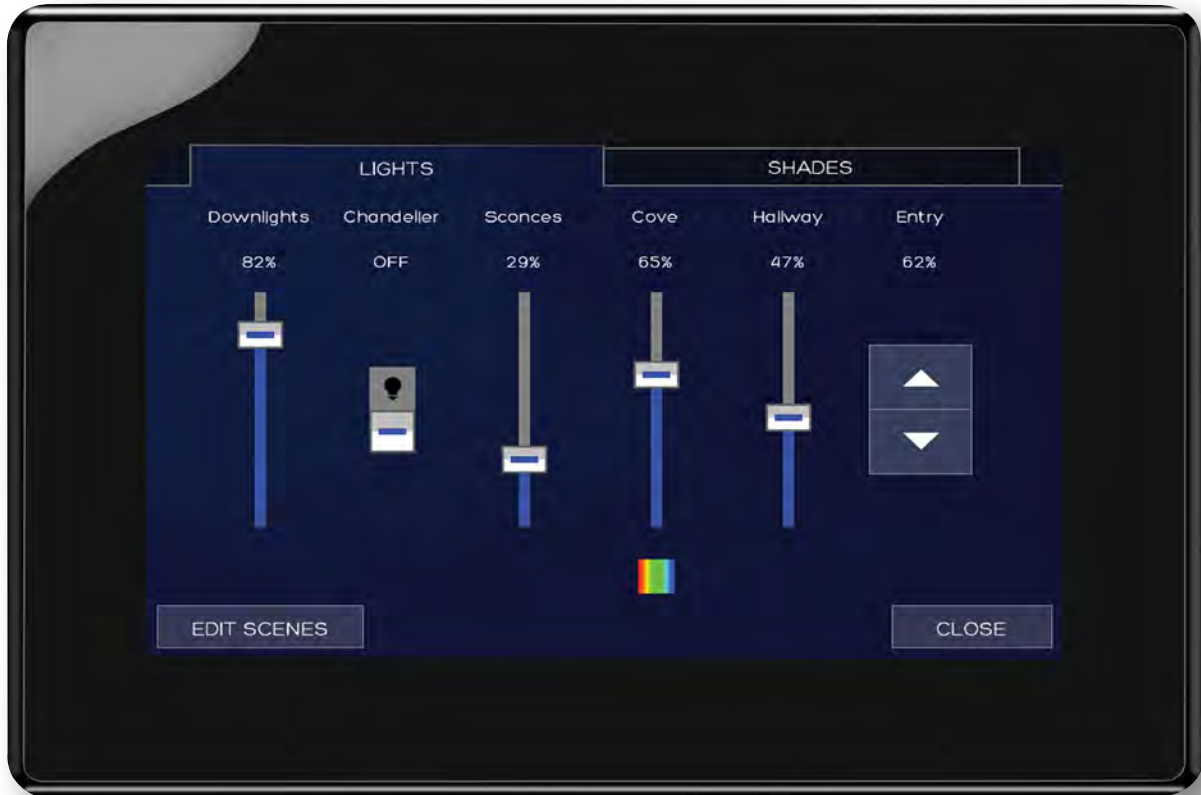 LIGHTS SHADES
Downlights Chandelier Sconces Cove Hallway Entry
82% OFF 29% 65% 47% 62%
EDIT SCENES CLOSE